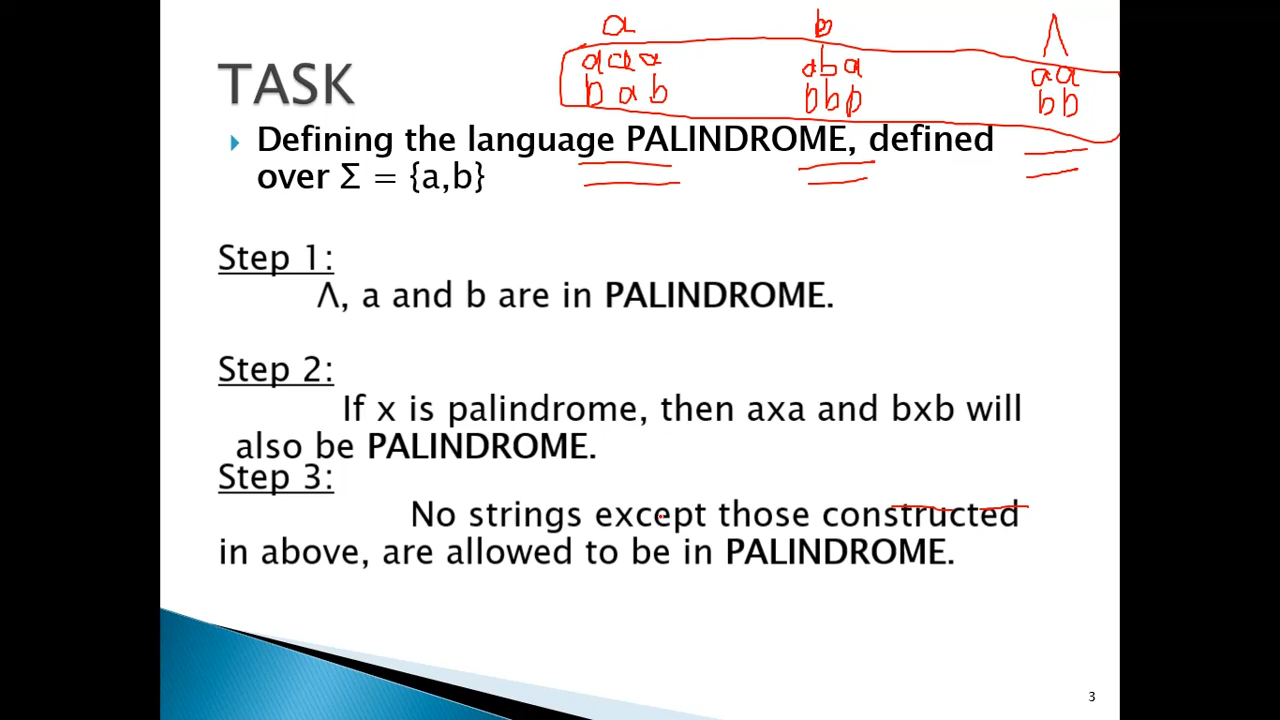 a b Λ
aaa aba aa
bab bbb bb
TASK
Defining the language PALINDROME, defined
over Σ = {a,b}
Step 1:
Λ, a and b are in PALINDROME.
Step 2:
If x is palindrome, then axa and bxb will
also be PALINDROME.
Step 3:
No strings except those constructed
in above, are allowed to be in PALINDROME.
3